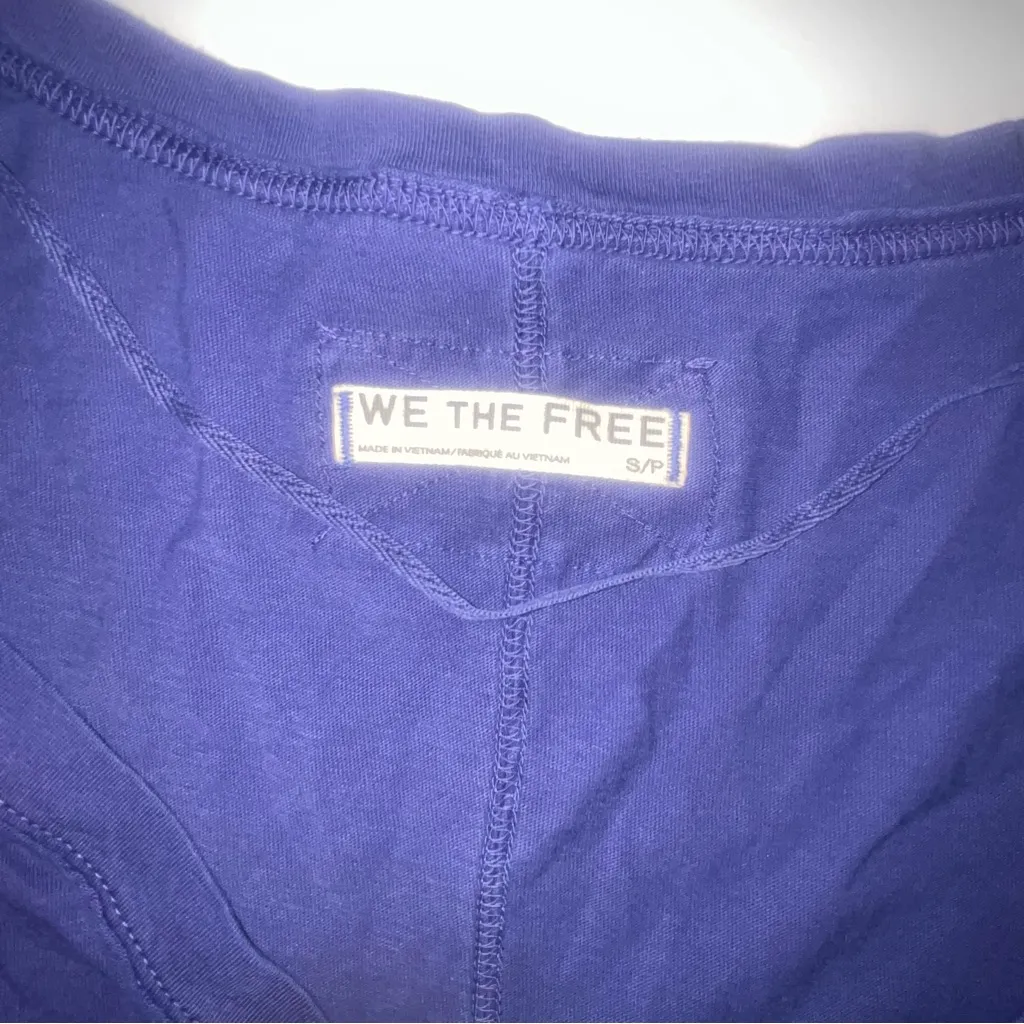 WE THE FREE
MADE IN VIETNAM/FABRIQUÉ AU VIETNAM S/P